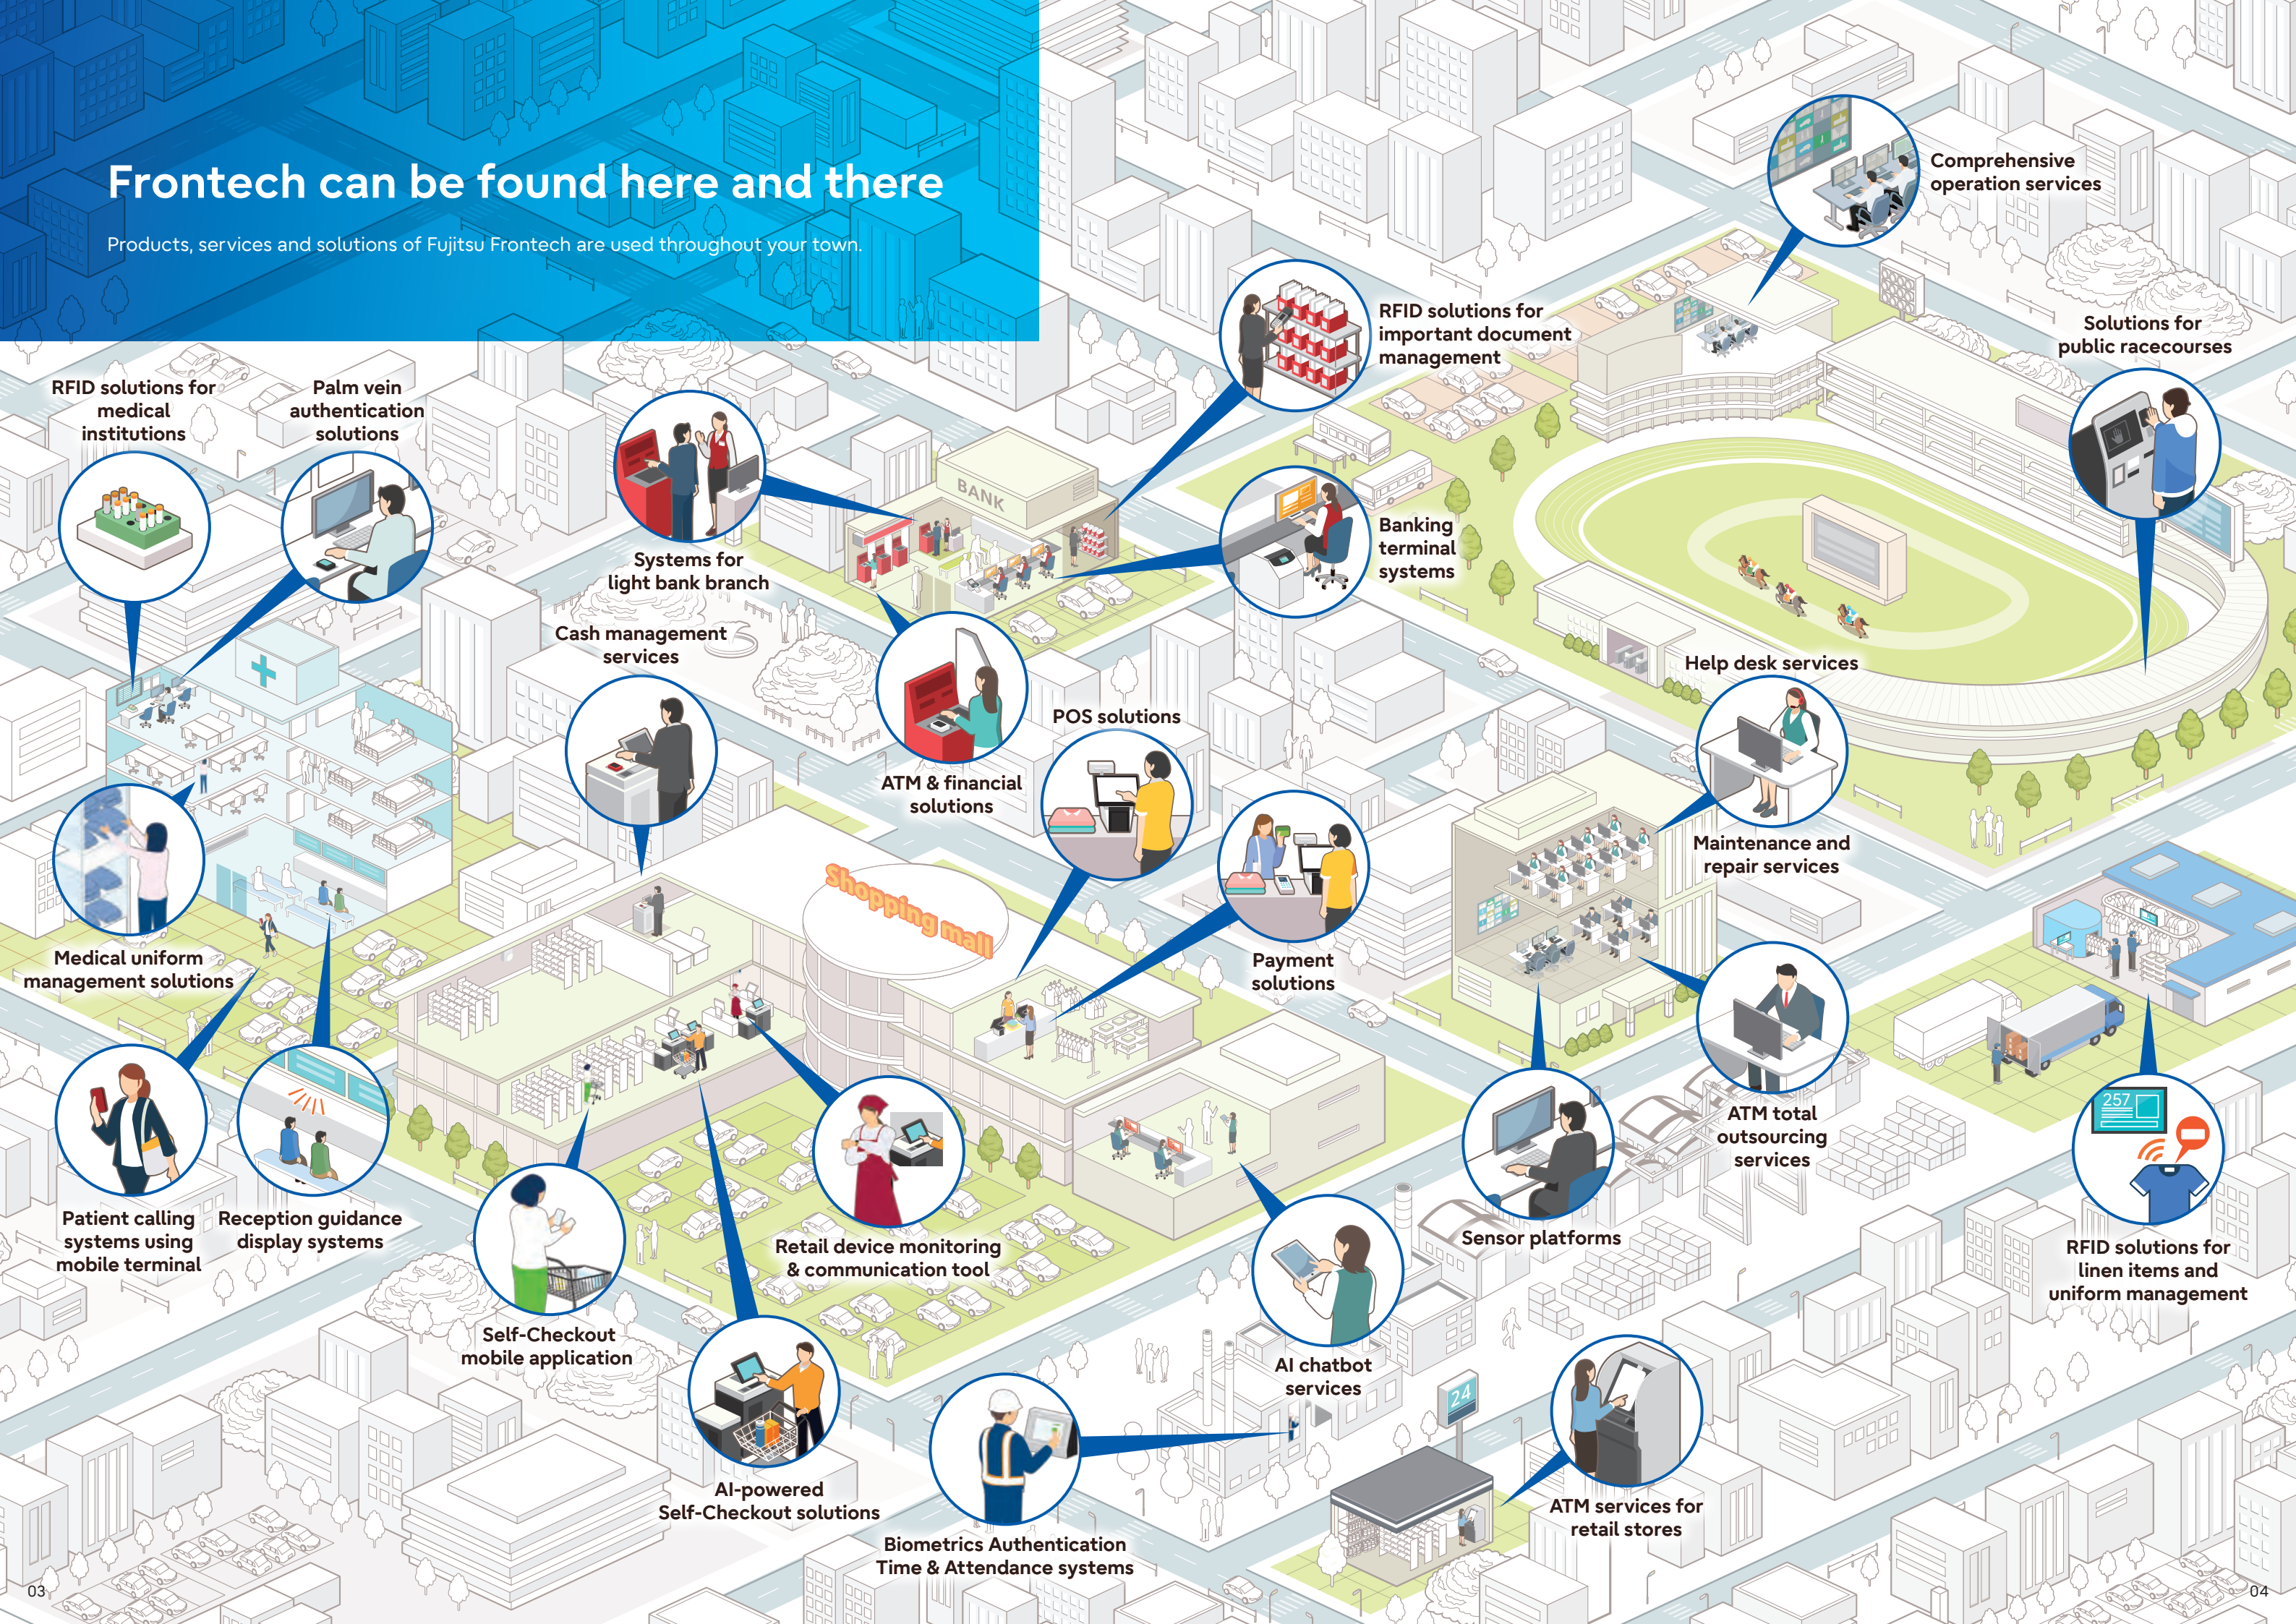 Frontech can be found here and there
Products, services and solutions of Fujitsu Frontech are used throughout your town.
Comprehensive
operation services
RFID solutions for
important document
management
Solutions for
public racecourses
RFID solutions for
medical
institutions
Palm vein
authentication
solutions
BANK
Systems for
light bank branch
Banking
terminal
systems
Cash management
services
Help desk services
POS solutions
ATM & financial
solutions
Maintenance and
repair services
Shopping mall
Medical uniform
management solutions
Payment
solutions
257
ATM total
outsourcing
services
Patient calling
systems using
mobile terminal
Reception guidance
display systems
Sensor platforms
Retail device monitoring
& communication tool
RFID solutions for
linen items and
uniform management
Self-Checkout
mobile application
AI chatbot
services
24
AI-powered
Self-Checkout solutions
ATM services for
retail stores
Biometrics Authentication
Time & Attendance systems
03
04